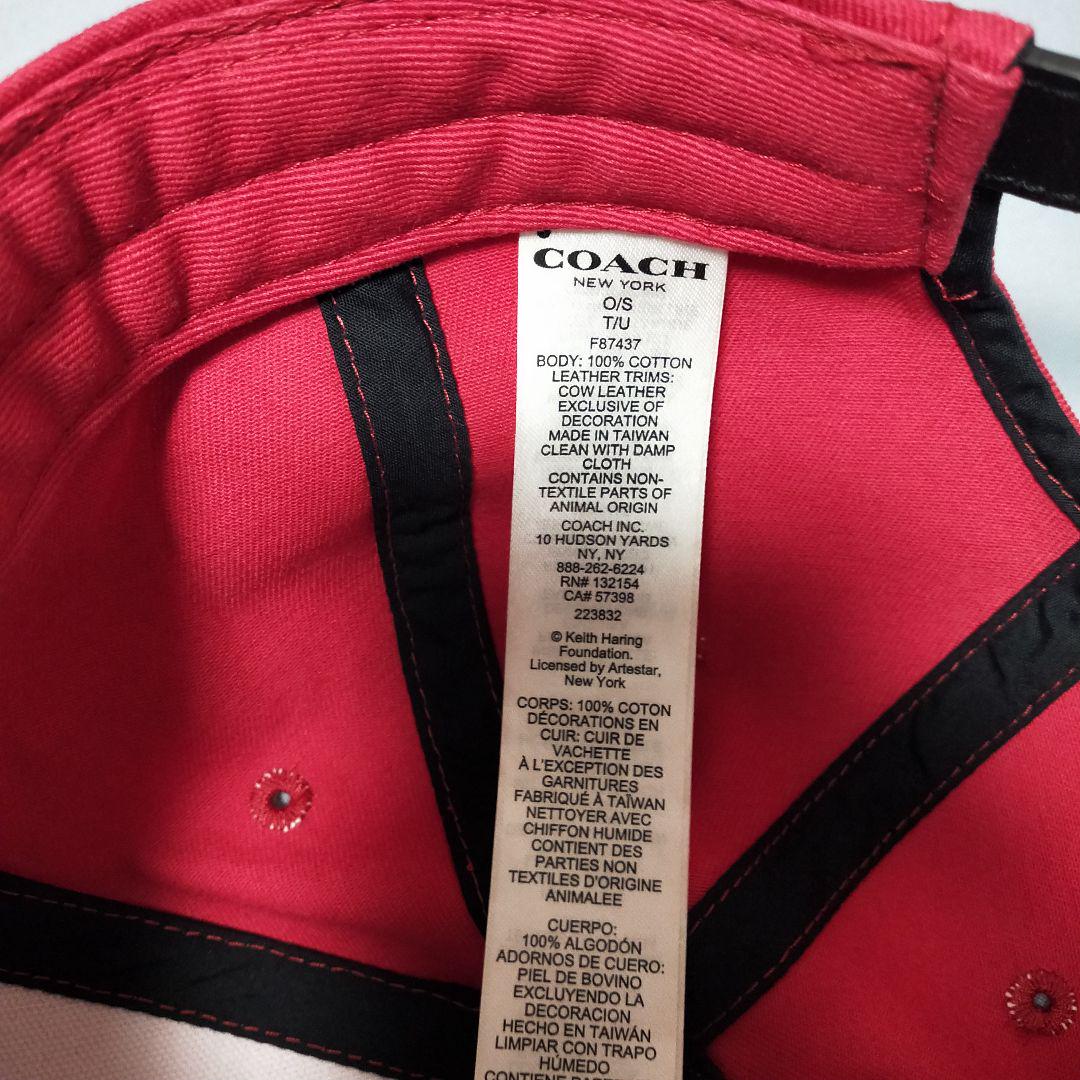 COACH
NEW YORK
O/S
T/U
F87437
BODY: 100% COTTON
LEATHER TRIMS:
COW LEATHER
EXCLUSIVE OF
DECORATION
MADE IN TAIWAN
CLEAN WITH DAMP
CLOTH
CONTAINS NON-
TEXTILE PARTS OF
ANIMAL ORIGIN
COACH INC.
10 HUDSON YARDS
NY, NY
888-262-6224
RN# 132154
CA# 57398
223832
© Keith Haring
Foundation.
Licensed by Artestar,
New York
CORPS: 100% COTON
DÉCORATIONS EN
CUIR: CUIR DE
VACHETTE
À L'EXCEPTION DES
GARNITURES
FABRIQUÉ À TAÏWAN
NETTOYER AVEC
CHIFFON HUMIDE
CONTIENT DES
PARTIES NON
TEXTILES D'ORIGINE
ANIMALEE
CUERPO:
100% ALGODÓN
ADORNOS DE CUERO:
PIEL DE BOVINO
EXCLUYENDO LA
DECORACION
HECHO EN TAIWÁN
LIMPIAR CON TRAPO
HÚMEDO